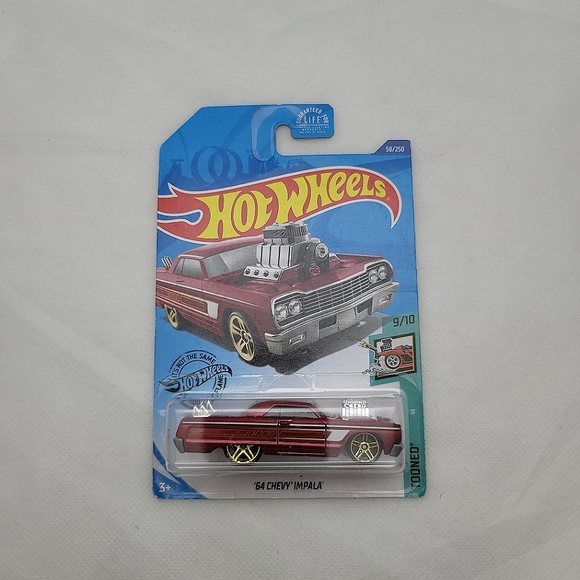 GUARANTEED FOR
LIFE
58/250
HOT WHEELS
9/10
IT'S NOT THE SAME
HOT WHEELS
TOONED
'64 CHEVY IMPALA
3+